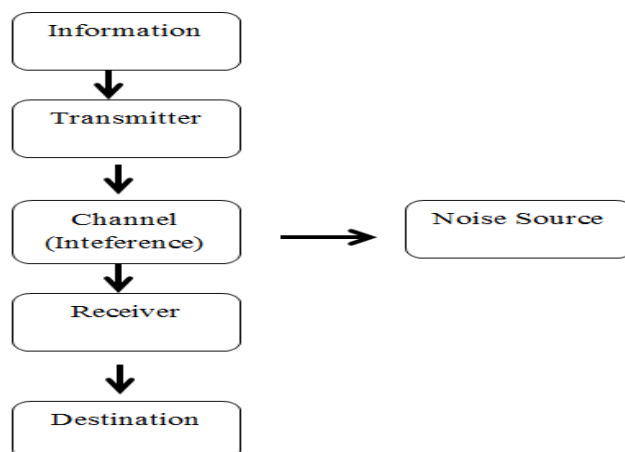 Information
Transmitter
Channel
(Inteference)
Noise Source
Receiver
Destination